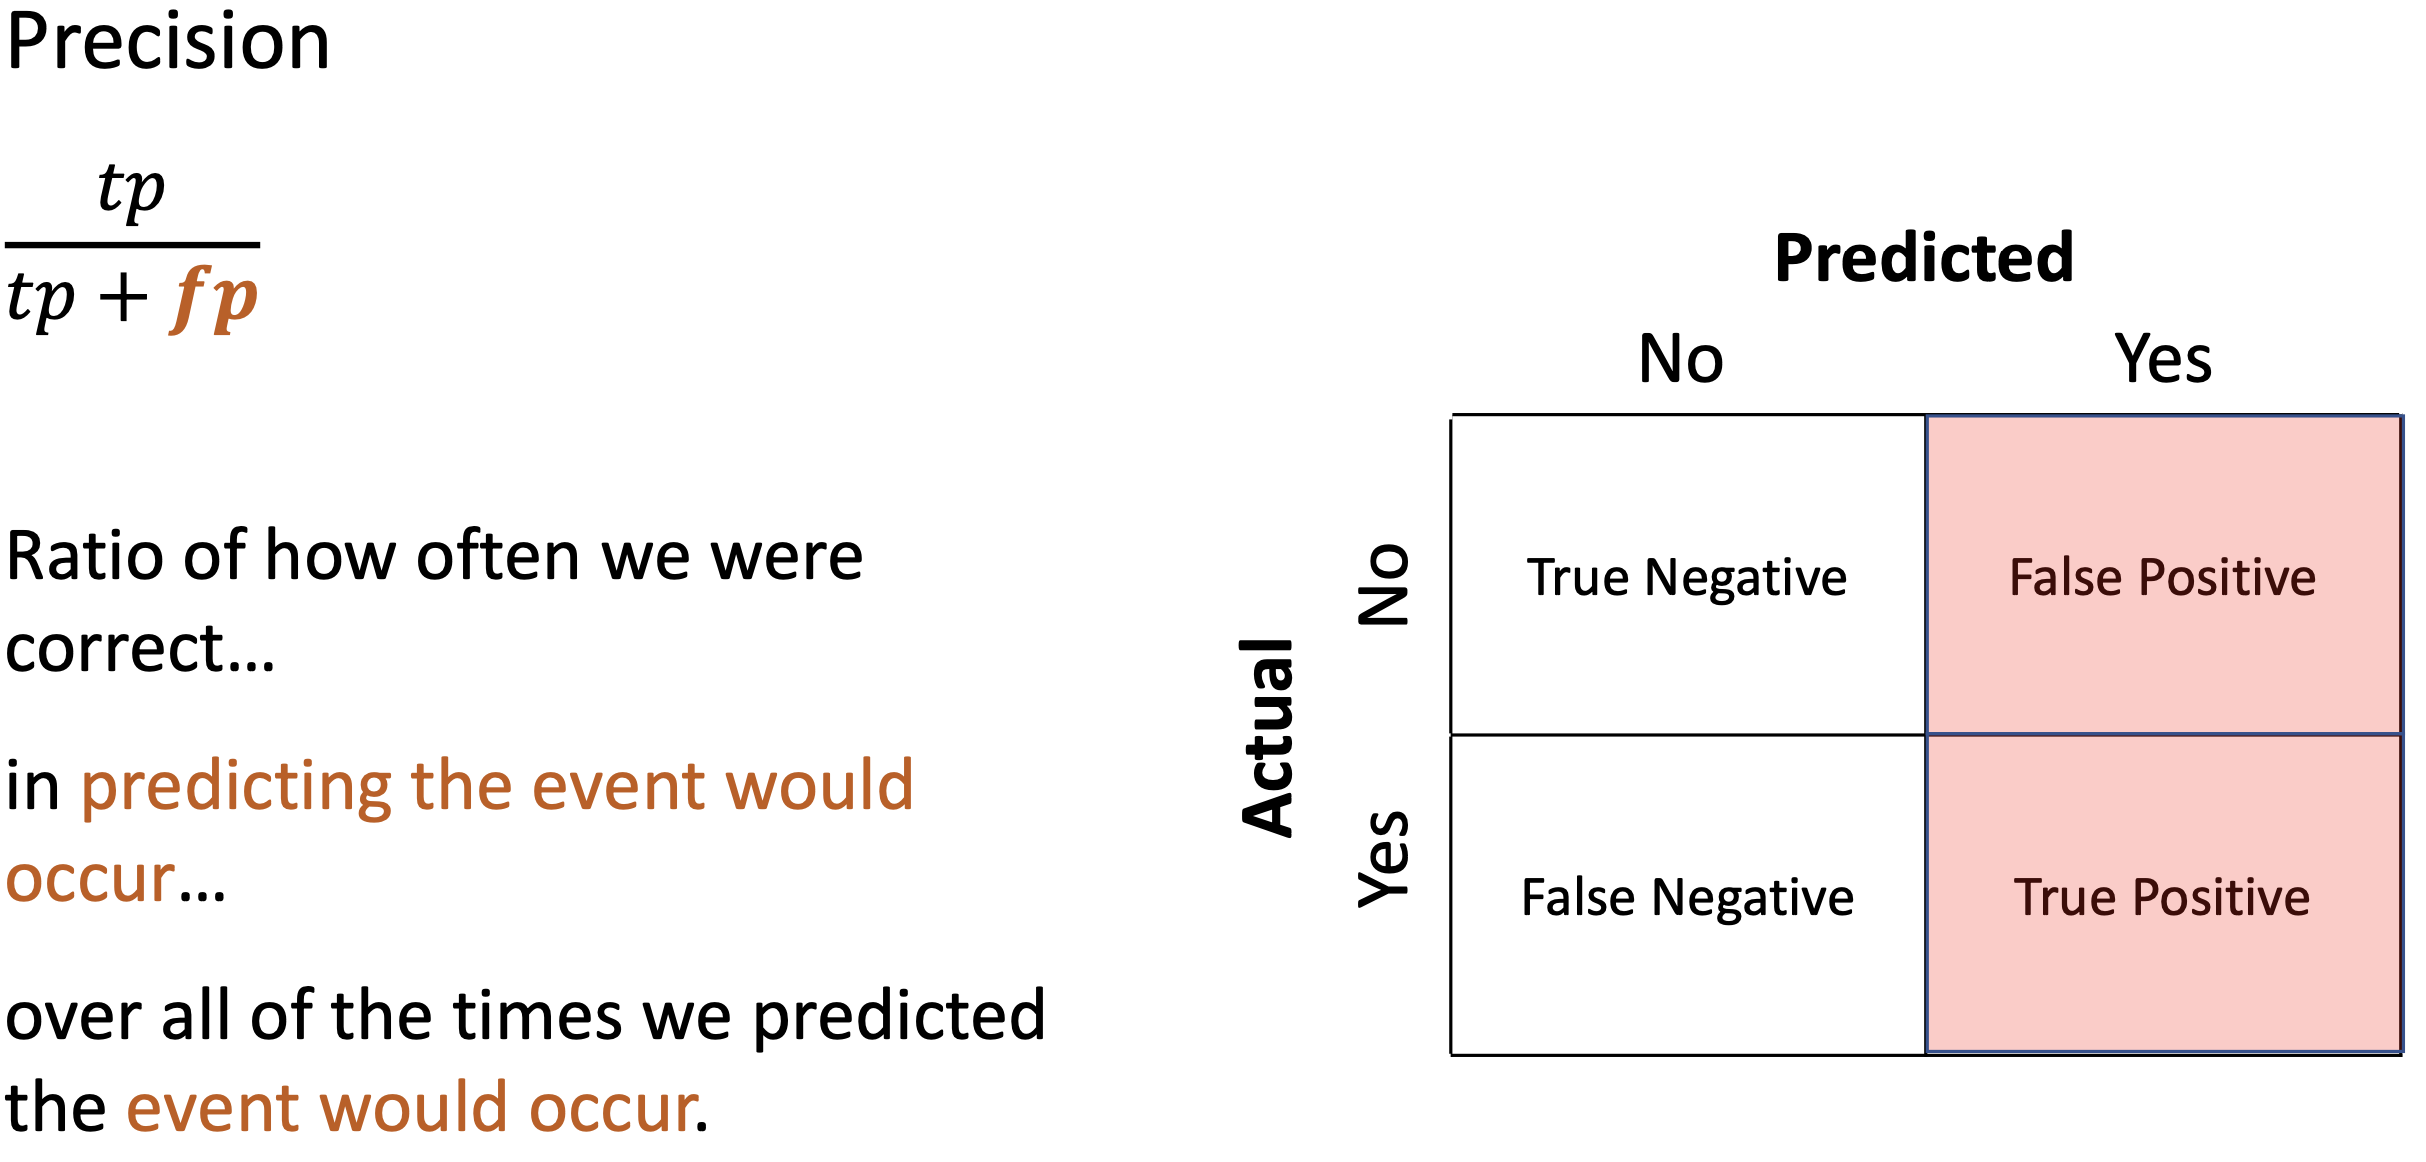 Precision
tp
tp + fp
Ratio of how often we were
correct...
in predicting the event would
occur...
over all of the times we predicted
the event would occur.
Predicted
No Yes
Actual
No
True Negative False Positive
Yes
False Negative True Positive